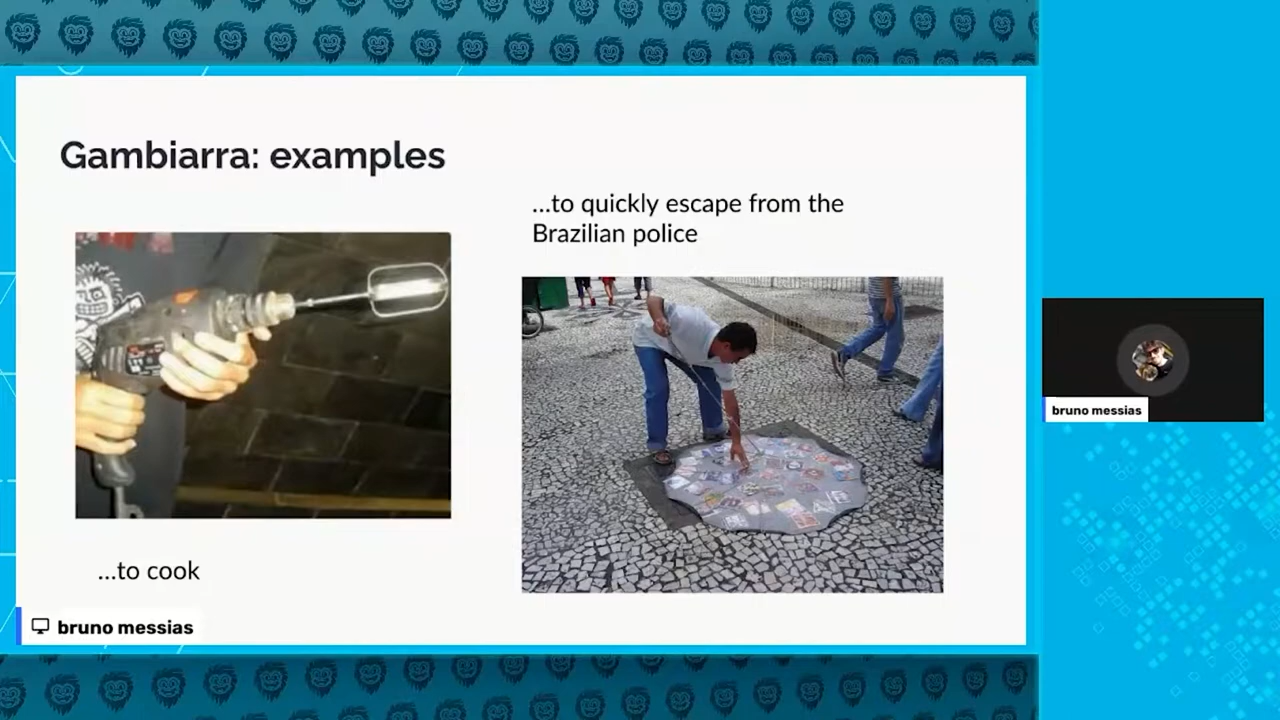 Gambiarra: examples
...to quickly escape from the
Brazilian police
...to cook
bruno messias
bruno messias